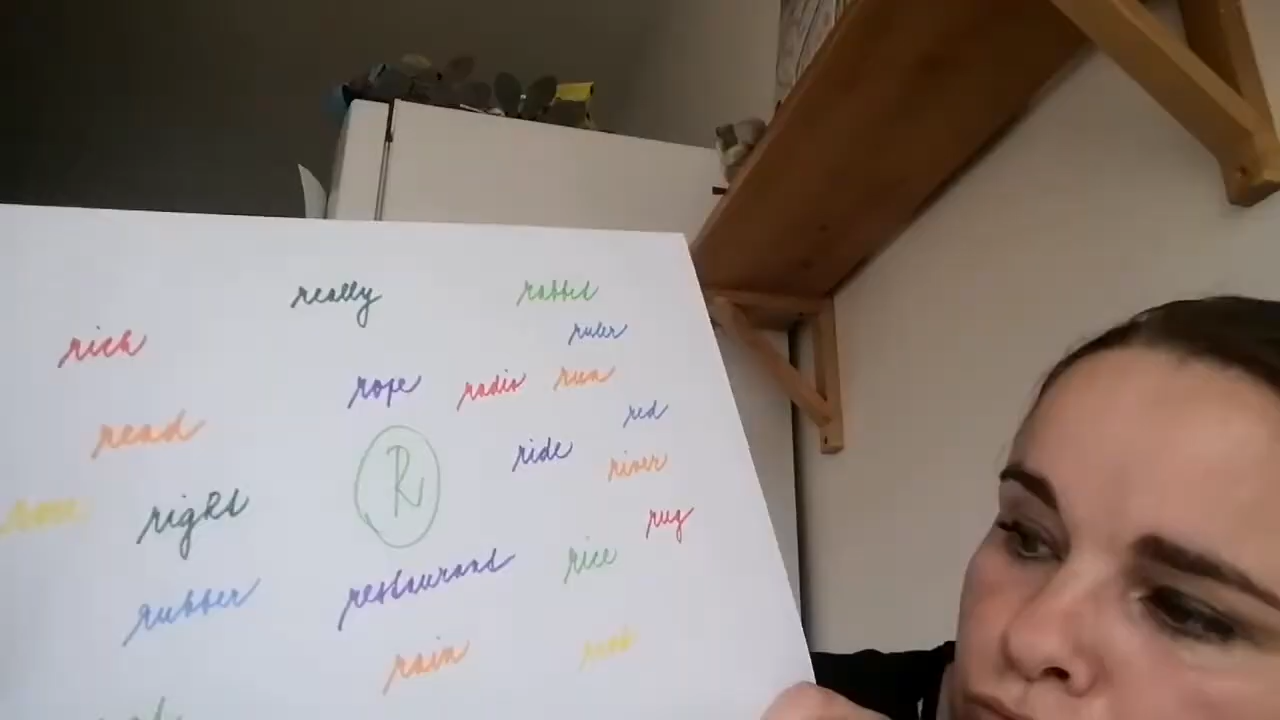 really
rabbit
ruler
rich
rope
radio
run
red
read
ride
river
R
right
rug
restaurant
rice
rubber
rain